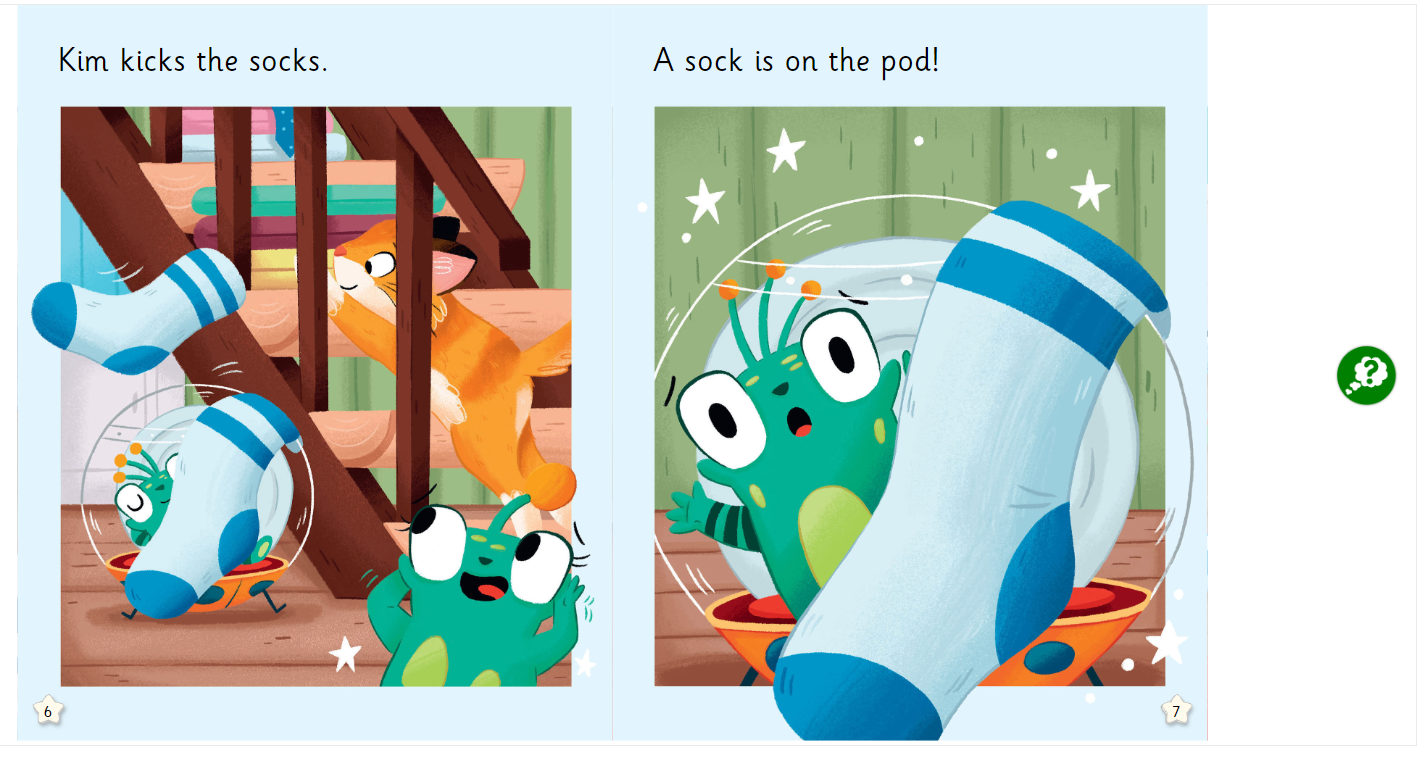 Kim kicks the socks.
A sock is on the pod!
6
7